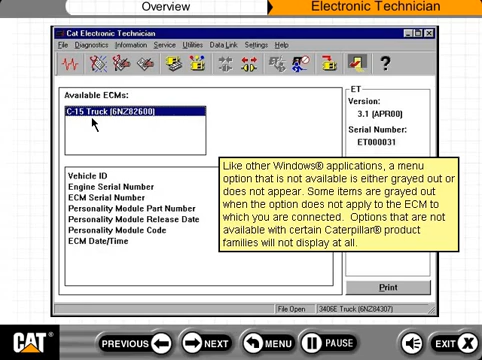 Overview
Electronic Technician
Cat Electronic Technician
File Diagnostics Information Service Utilities Data Link Settings Help
Available ECMs:
C-15 Truck (6NZ82600)
ET
Version:
3.1 (APR00)
Serial Number:
ET000031
Vehicle ID
Engine Serial Number
ECM Serial Number
Personality Module Part Number
Personality Module Release Date
Personality Module Code
ECM Date/Time
Like other Windows® applications, a menu
option that is not available is either grayed out or
does not appear. Some items are grayed out
when the option does not apply to the ECM to
which you are connected. Options that are not
available with certain Caterpillar® product
families will not display at all.
Print
File Open 3406E Truck (6NZ84307)
CAT PREVIOUS NEXT MENU PAUSE EXIT